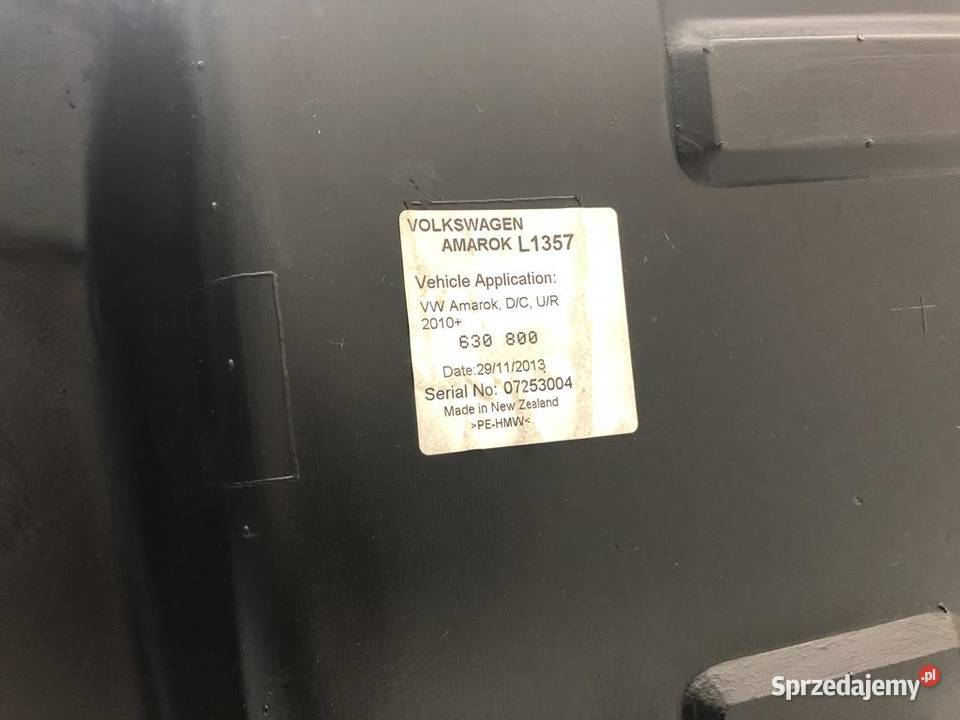 VOLKSWAGEN
AMAROK L1357
Vehicle Application:
VW Amarok, D/C, U/R
2010+
630 800
Date:29/11/2013
Serial No: 07253004
Made in New Zealand
>PE-HMW<
Sprzedajemy.pl